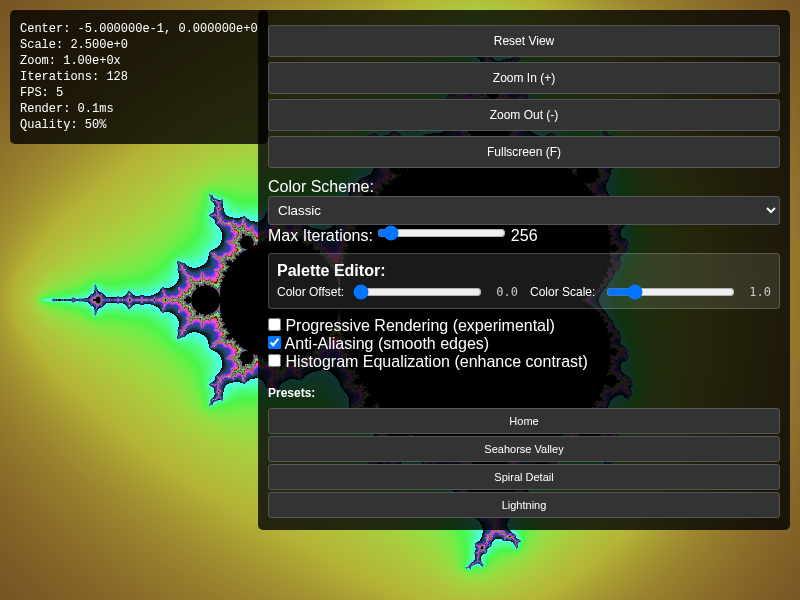 Center: -5.000000e-1, 0.000000e+0
Scale: 2.500e+0
Zoom: 1.00e+0x
Iterations: 128
FPS: 5
Render: 0.1ms
Quality: 50%
Reset View
Zoom In (+)
Zoom Out (-)
Fullscreen (F)
Color Scheme:
Classic
Max Iterations: 256
Palette Editor:
Color Offset: 0.0 Color Scale: 1.0
Progressive Rendering (experimental)
Anti-Aliasing (smooth edges)
Histogram Equalization (enhance contrast)
Presets:
Home
Seahorse Valley
Spiral Detail
Lightning